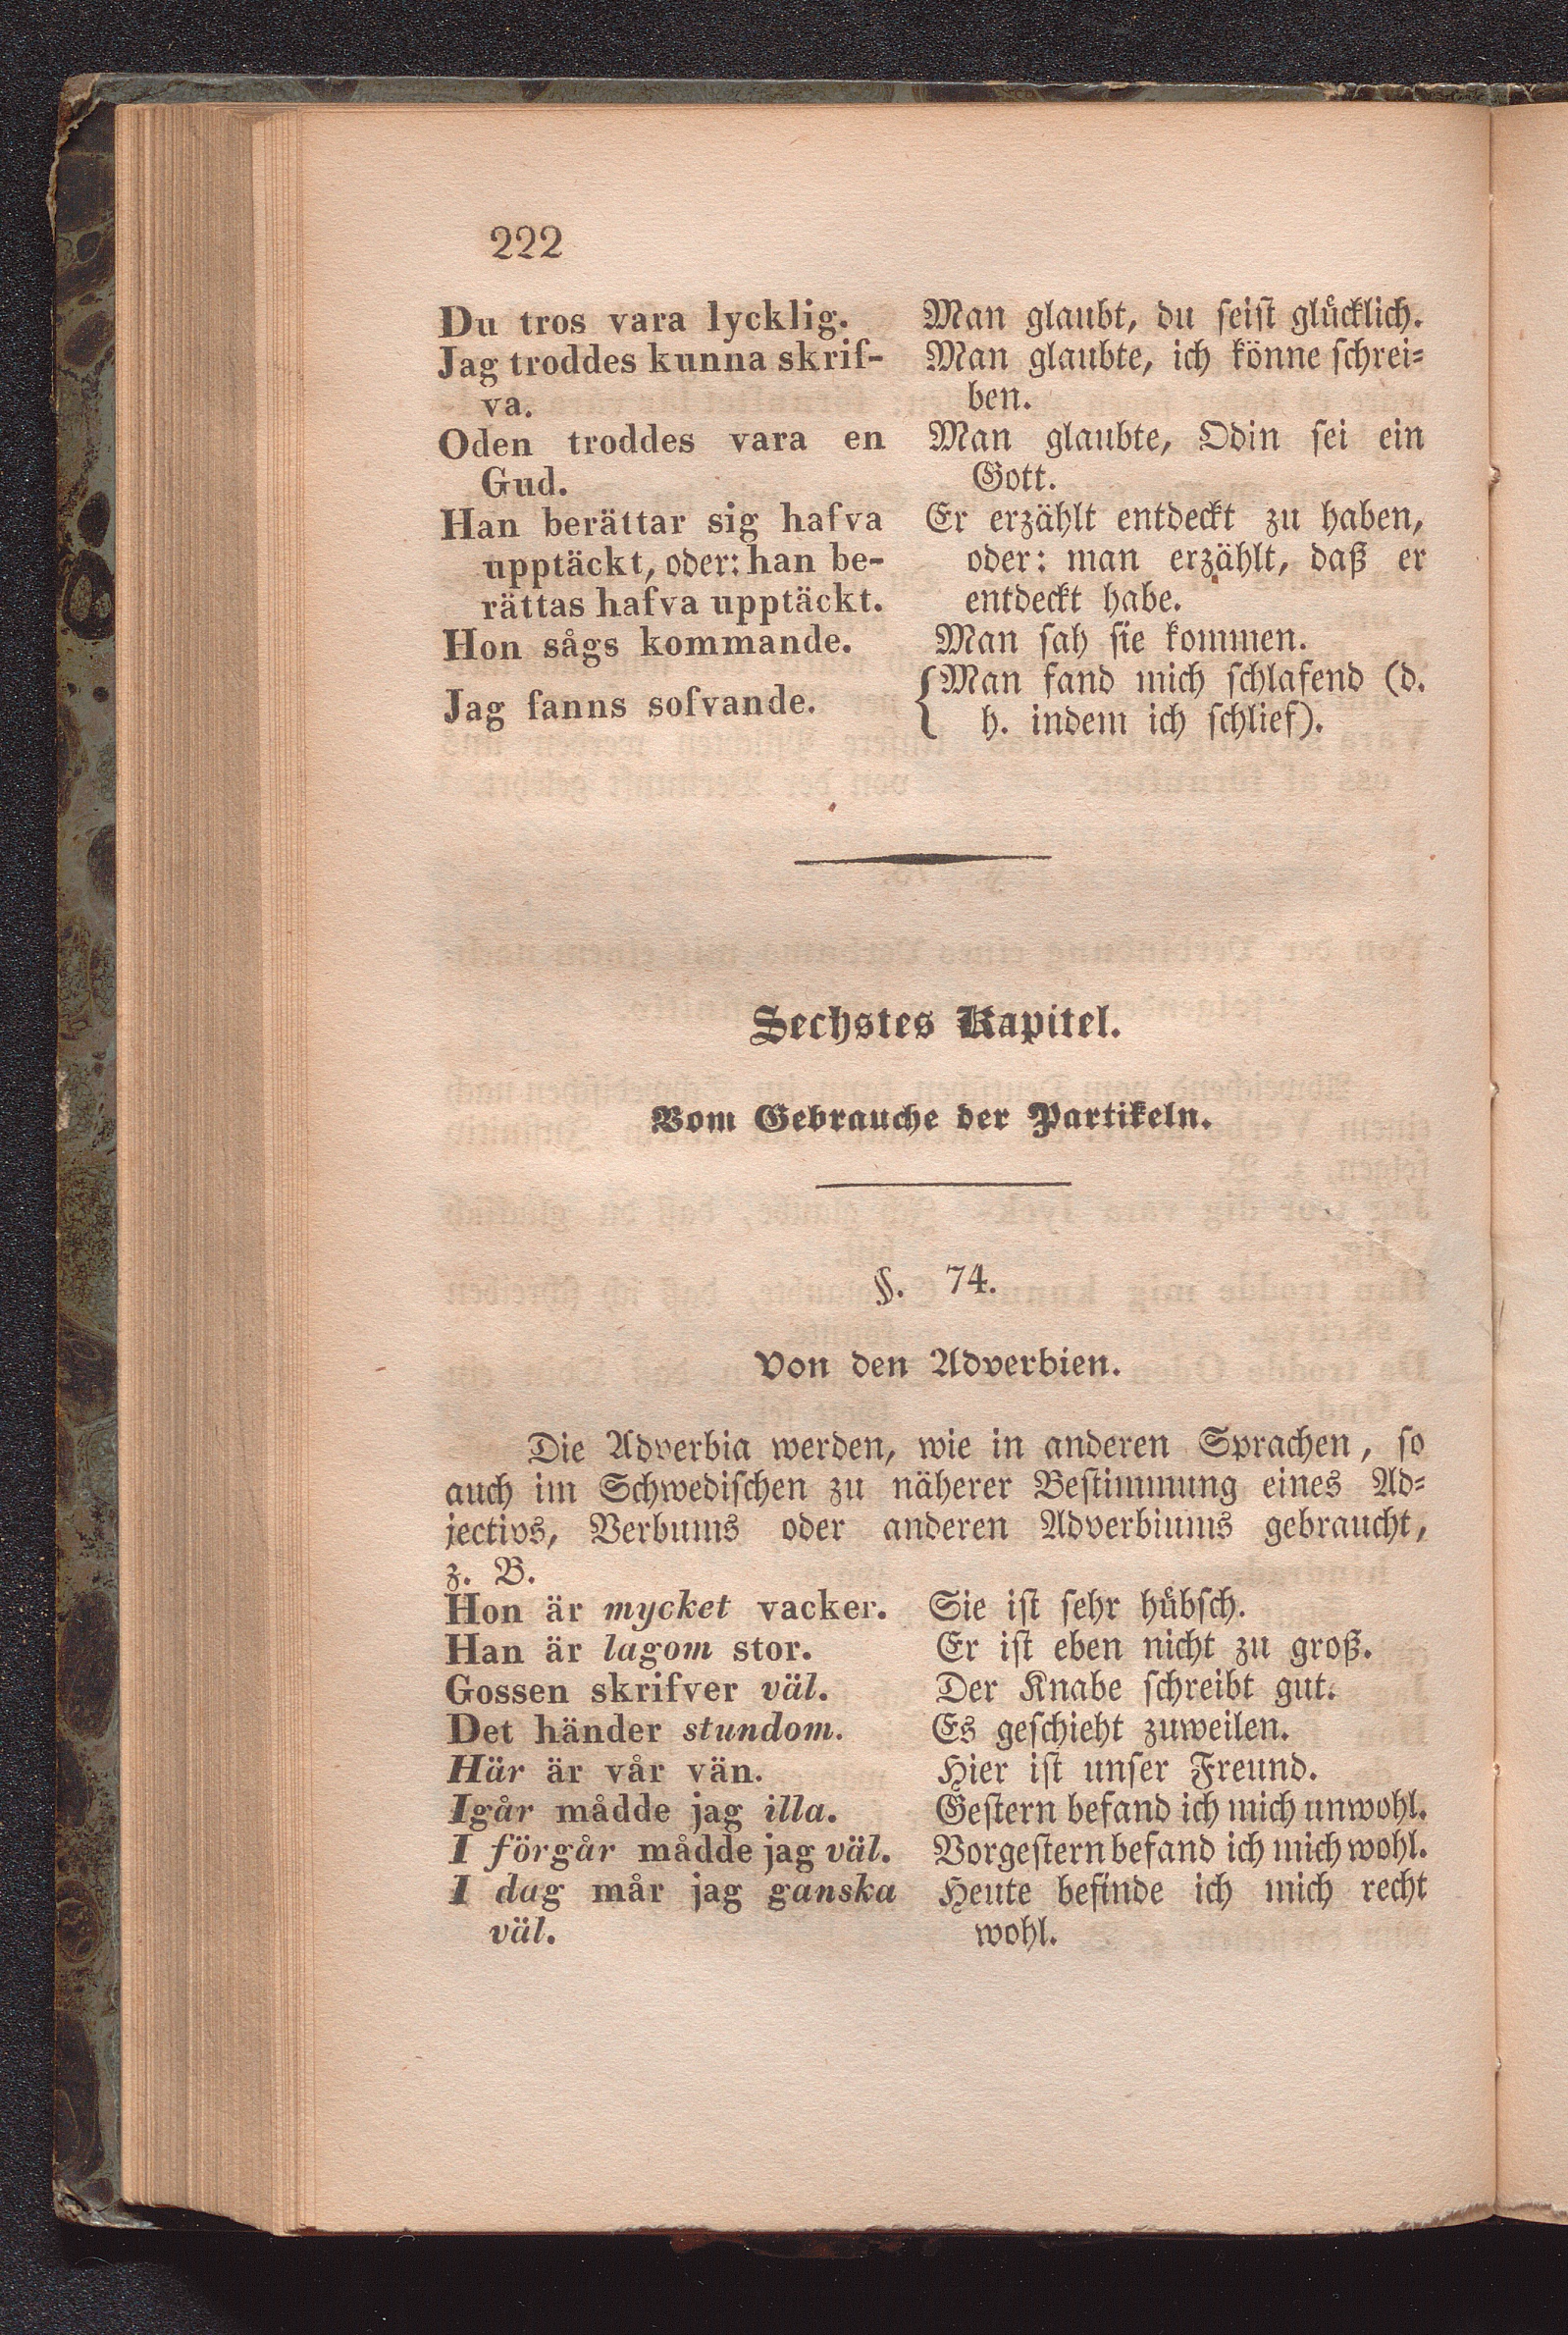 222
Du tros vara lycklig. Man glaubt, du seist glücklich.
Jag troddes kunna skrif- Man glaubte, ich könne schrei-
va. ben.
Oden troddes vara en Man glaubte, Odin sei ein
Gud. Gott.
Han berättar sig hafva Er erzählt entdeckt zu haben,
upptäckt, oder: han be- oder: man erzählt, daß er
rättas hafva upptäckt. entdeckt habe.
Hon sågs kommande. Man sah sie kommen.
Jag fanns sofvande. {Man fand mich schlafend (d.
h. indem ich schlief).
Sechstes Kapitel.
Vom Gebrauche der Partikeln.
§. 74.
Von den Adverbien.
Die Adverbia werden, wie in anderen Sprachen, so
auch im Schwedischen zu näherer Bestimmung eines Ad-
jectivs, Verbums oder anderen Adverbiums gebraucht,
z. B.
Hon är mycket vacker. Sie ist sehr hübsch.
Han är lagom stor. Er ist eben nicht zu groß.
Gossen skrifver väl. Der Knabe schreibt gut.
Det händer stundom. Es geschieht zuweilen.
Här är vår vän. Hier ist unser Freund.
Igår mådde jag illa. Gestern befand ich mich unwohl.
I förgår mådde jag väl. Vorgestern befand ich mich wohl.
I dag mår jag ganska Heute befinde ich mich recht
väl. wohl.